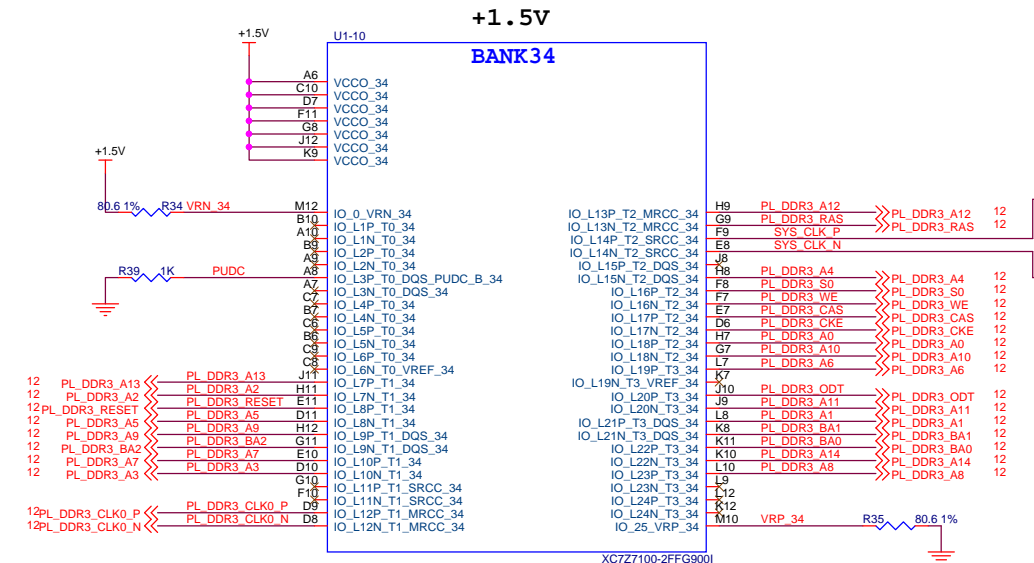 +1.5V
+1.5V
U1-10
BANK34
A6 VCCO_34
C10 VCCO_34
D7 VCCO_34
F11 VCCO_34
G8 VCCO_34
J12 VCCO_34
K9 VCCO_34
+1.5V
80.6 1% R34 VRN_34 M12 IO_0_VRN_34
B10 IO_L1P_T0_34
A10 IO_L1N_T0_34
B9 IO_L2P_T0_34
A9 IO_L2N_T0_34
R39 1K PUDC A8 IO_L3P_T0_DQS_PUDC_B_34
A7 IO_L3N_T0_DQS_34
C7 IO_L4P_T0_34
B7 IO_L4N_T0_34
C6 IO_L5P_T0_34
B6 IO_L5N_T0_34
C9 IO_L6P_T0_34
C8 IO_L6N_T0_VREF_34
12 PL_DDR3_A13 PL_DDR3_A13 J11 IO_L7P_T1_34
12 PL_DDR3_A2 PL_DDR3_A2 H11 IO_L7N_T1_34
12 PL_DDR3_RESET PL_DDR3_RESET E11 IO_L8P_T1_34
12 PL_DDR3_A5 PL_DDR3_A5 D11 IO_L8N_T1_34
12 PL_DDR3_A9 PL_DDR3_A9 H12 IO_L9P_T1_DQS_34
12 PL_DDR3_BA2 PL_DDR3_BA2 G11 IO_L9N_T1_DQS_34
12 PL_DDR3_A7 PL_DDR3_A7 E10 IO_L10P_T1_34
12 PL_DDR3_A3 PL_DDR3_A3 D10 IO_L10N_T1_34
G10 IO_L11P_T1_SRCC_34
F10 IO_L11N_T1_SRCC_34
12 PL_DDR3_CLK0_P PL_DDR3_CLK0_P D9 IO_L12P_T1_MRCC_34
12 PL_DDR3_CLK0_N PL_DDR3_CLK0_N D8 IO_L12N_T1_MRCC_34
IO_L13P_T2_MRCC_34 H9 PL_DDR3_A12 PL_DDR3_A12 12
IO_L13N_T2_MRCC_34 G9 PL_DDR3_RAS PL_DDR3_RAS 12
IO_L14P_T2_SRCC_34 F9 SYS_CLK_P
IO_L14N_T2_SRCC_34 E8 SYS_CLK_N
IO_L15P_T2_DQS_34 J8
IO_L15N_T2_DQS_34 H8 PL_DDR3_A4 PL_DDR3_A4 12
IO_L16P_T2_34 F8 PL_DDR3_S0 PL_DDR3_S0 12
IO_L16N_T2_34 F7 PL_DDR3_WE PL_DDR3_WE 12
IO_L17P_T2_34 E7 PL_DDR3_CAS PL_DDR3_CAS 12
IO_L17N_T2_34 D6 PL_DDR3_CKE PL_DDR3_CKE 12
IO_L18P_T2_34 H7 PL_DDR3_A0 PL_DDR3_A0 12
IO_L18N_T2_34 G7 PL_DDR3_A10 PL_DDR3_A10 12
IO_L19P_T3_34 L7 PL_DDR3_A6 PL_DDR3_A6 12
IO_L19N_T3_VREF_34 K7
IO_L20P_T3_34 J10 PL_DDR3_ODT PL_DDR3_ODT 12
IO_L20N_T3_34 J9 PL_DDR3_A11 PL_DDR3_A11 12
IO_L21P_T3_DQS_34 L8 PL_DDR3_A1 PL_DDR3_A1 12
IO_L21N_T3_DQS_34 K8 PL_DDR3_BA1 PL_DDR3_BA1 12
IO_L22P_T3_34 K11 PL_DDR3_BA0 PL_DDR3_BA0 12
IO_L22N_T3_34 K10 PL_DDR3_A14 PL_DDR3_A14 12
IO_L23P_T3_34 L10 PL_DDR3_A8 PL_DDR3_A8 12
IO_L23N_T3_34 L9
IO_L24P_T3_34 L12
IO_L24N_T3_34 K12
IO_25_VRP_34 M10 VRP_34 R35 80.6 1%
XC7Z7100-2FFG900I